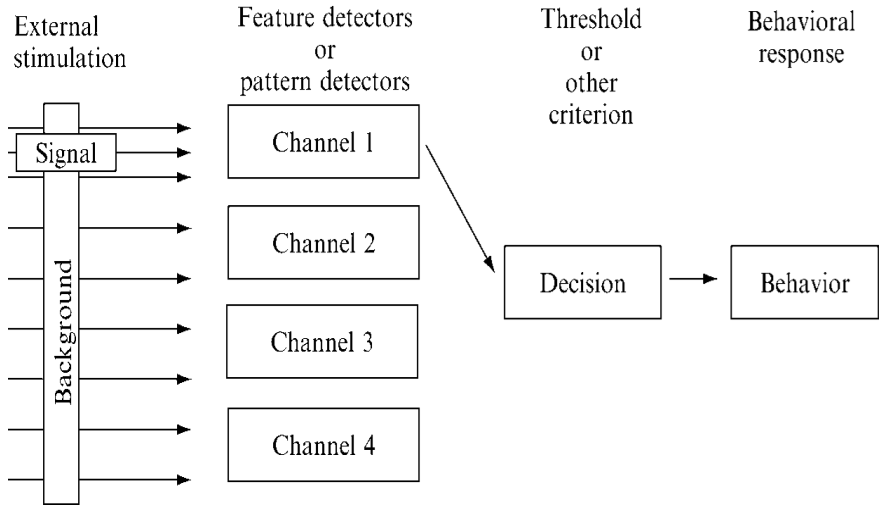 External
stimulation
Feature detectors
or
pattern detectors
Threshold
or
other
criterion
Behavioral
response
Signal
Background
Channel 1
Channel 2
Channel 3
Channel 4
Decision
Behavior